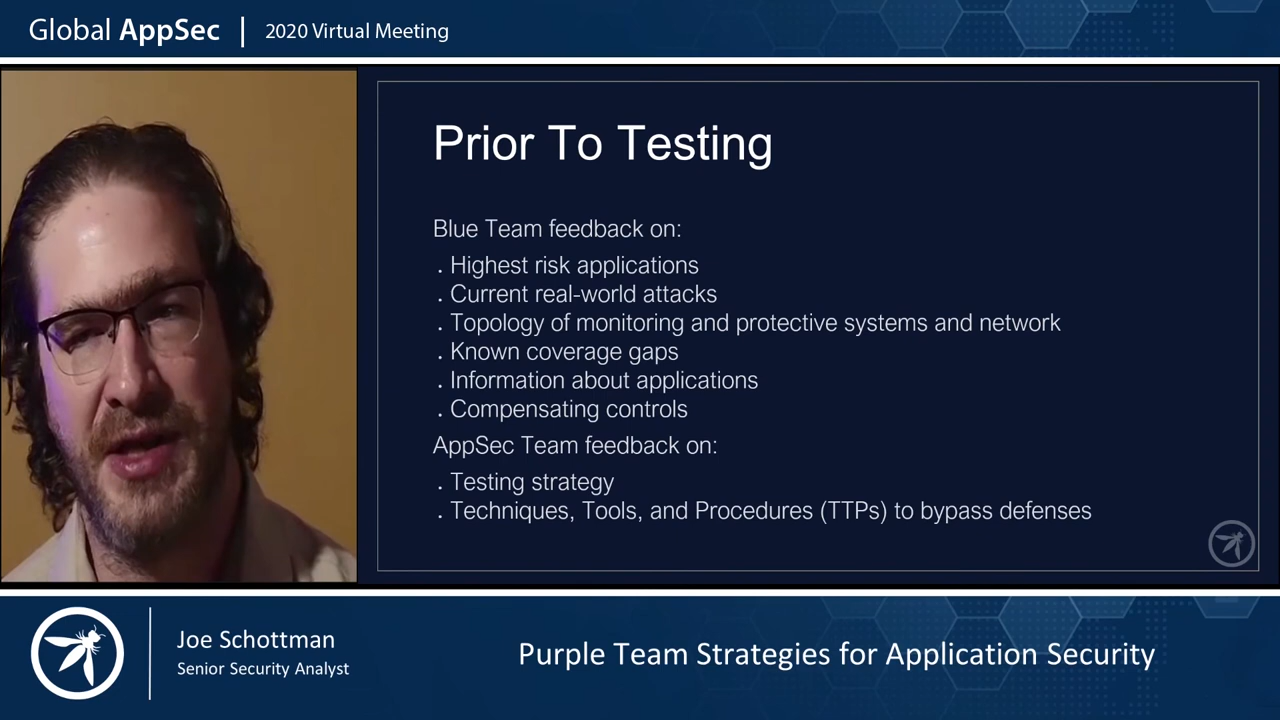 Global AppSec | 2020 Virtual Meeting
Prior To Testing
Blue Team feedback on:
. Highest risk applications
. Current real-world attacks
. Topology of monitoring and protective systems and network
. Known coverage gaps
. Information about applications
. Compensating controls
AppSec Team feedback on:
. Testing strategy
. Techniques, Tools, and Procedures (TTPs) to bypass defenses
Joe Schottman
Senior Security Analyst
Purple Team Strategies for Application Security